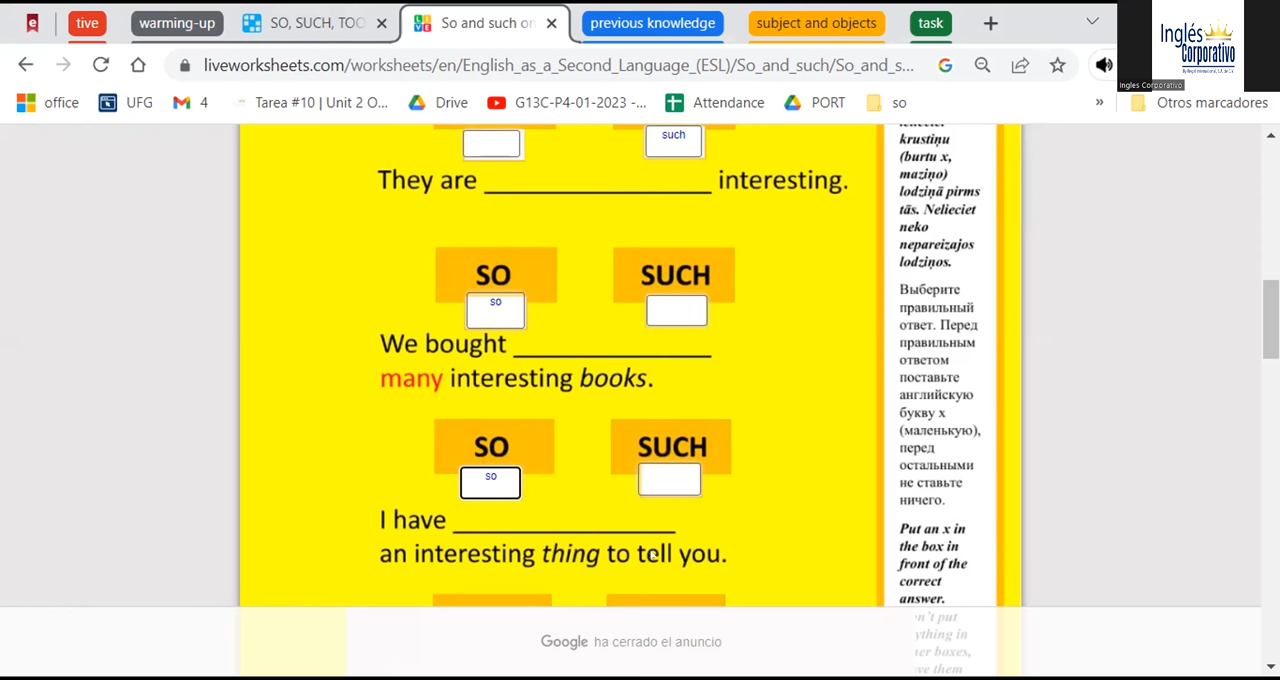 tive
warming-up
SO, SUCH, TOO
So and such on
previous knowledge
subject and objects
task
Inglés
Corporativo
Ingles Corporativo
liveworksheets.com/worksheets/en/English_as_a_Second_Language_(ESL)/So_and_such/So_and_s...
office
UFG
4
Tarea #10 | Unit 2 O...
Drive
G13C-P4-01-2023 -...
Attendance
PORT
so
»
Otros marcadores
such
They are ________________ interesting.
SO
SUCH
so
We bought ______________
many interesting books.
SO
SUCH
so
I have ________________
an interesting thing to tell you.
krustiņu
(burtu x,
maziņo)
lodziņā pirms
tās. Nelieciet
neko
nepareizajos
lodziņos.
Выберите
правильный
ответ. Перед
правильным
ответом
поставьте
английскую
букву x
(маленькую),
перед
остальными
не ставьте
ничего.
Put an x in
the box in
front of the
correct
answer.
Google ha cerrado el anuncio